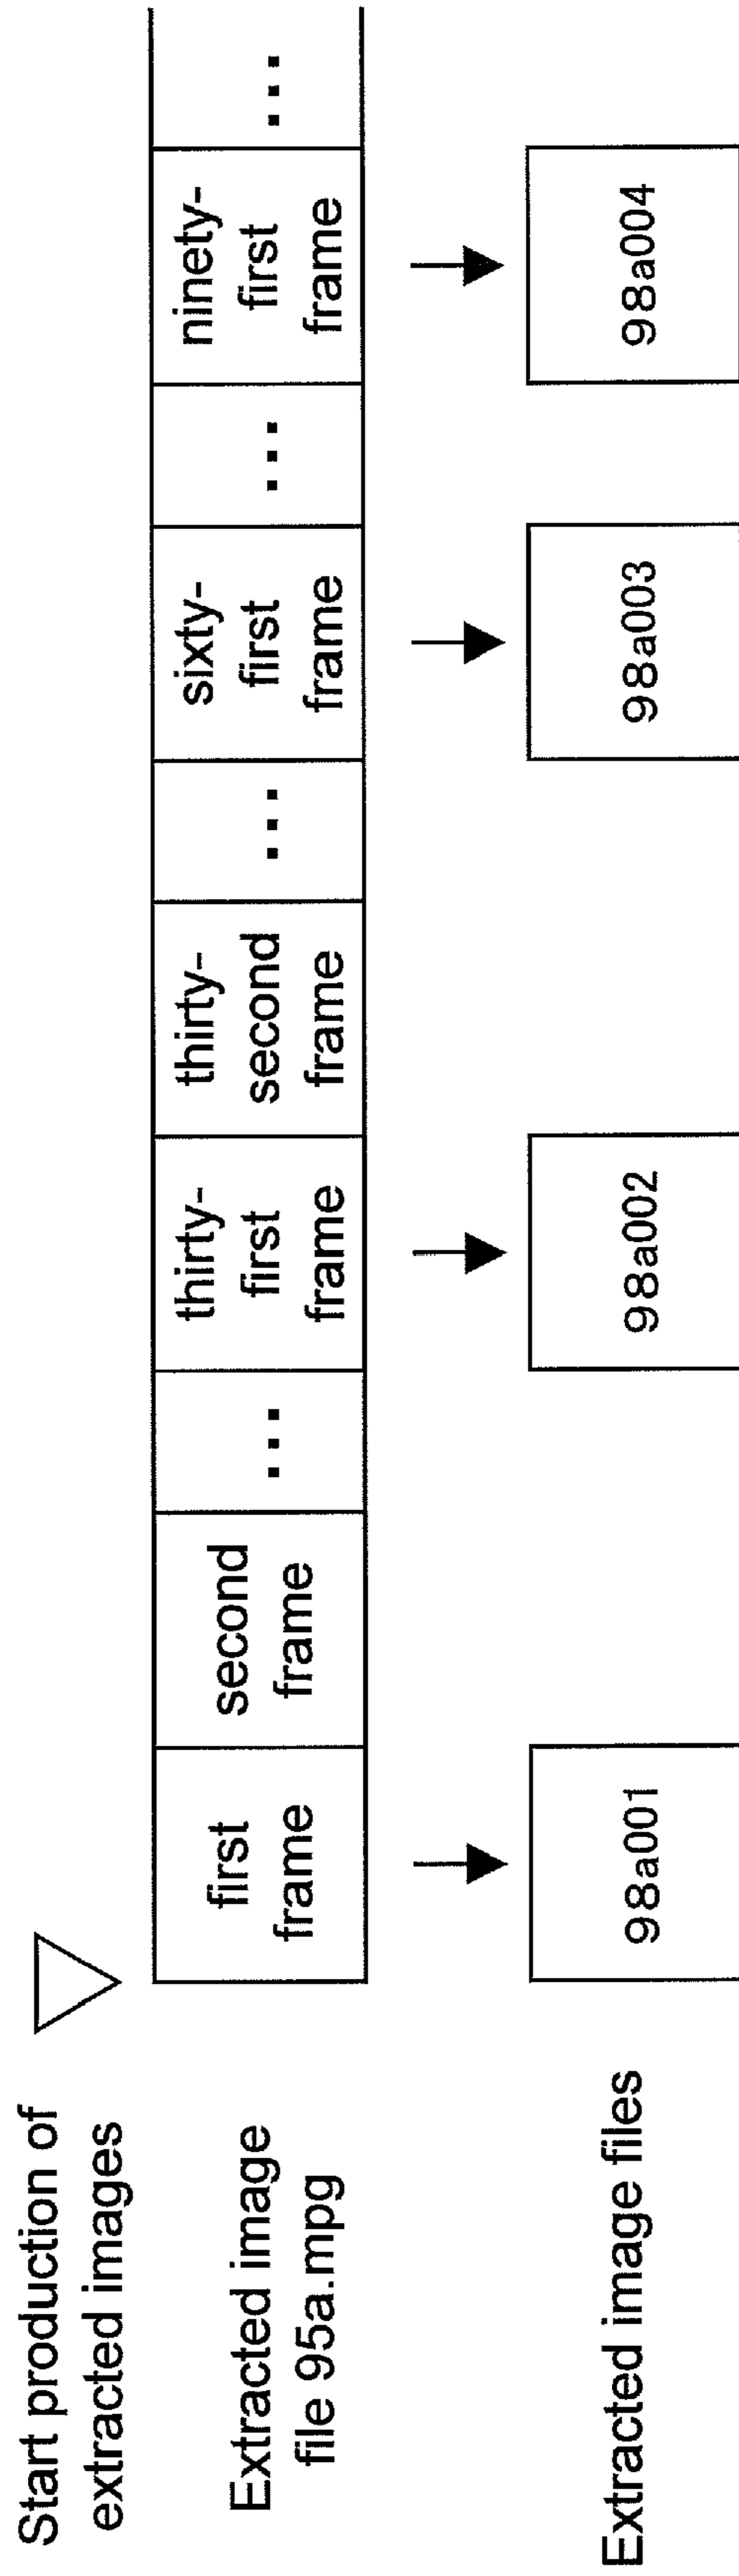 Start production of
extracted images
Extracted image
file 95a.mpg
first
frame
second
frame
...
thirty-
first
frame
thirty-
second
frame
...
sixty-
first
frame
...
ninety-
first
frame
...
Extracted image files
98a001
98a002
98a003
98a004